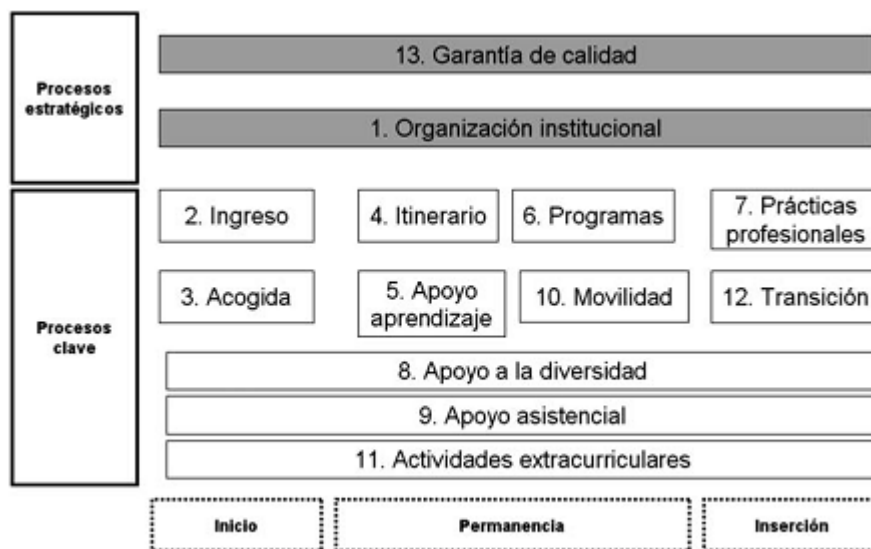 Procesos
estratégicos
13. Garantía de calidad
1. Organización institucional
Procesos
clave
2. Ingreso
4. Itinerario
6. Programas
7. Prácticas
profesionales
3. Acogida
5. Apoyo
aprendizaje
10. Movilidad
12. Transición
8. Apoyo a la diversidad
9. Apoyo asistencial
11. Actividades extracurriculares
Inicio
Permanencia
Inserción